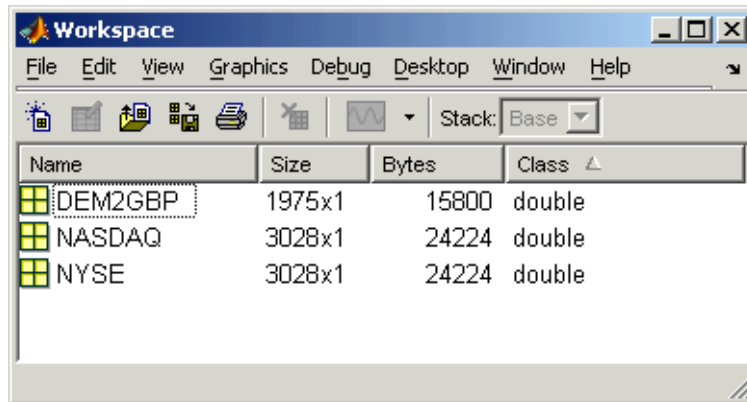 Workspace
File Edit View Graphics Debug Desktop Window Help
Stack: Base
Name Size Bytes Class
DEM2GBP 1975x1 15800 double
NASDAQ 3028x1 24224 double
NYSE 3028x1 24224 double